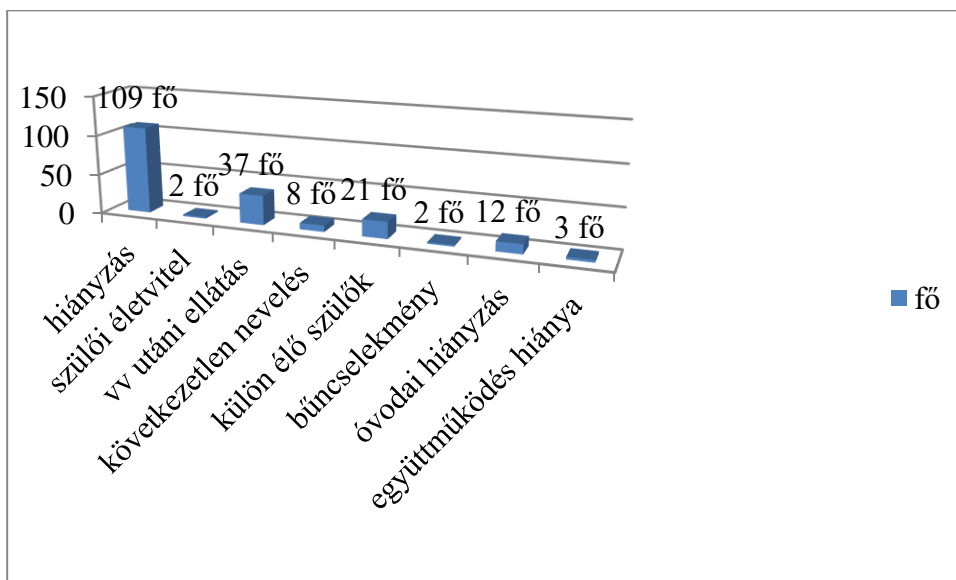 150
100
50
0
109 fő
2 fő
37 fő
8 fő
21 fő
2 fő
12 fő
3 fő
hiányzás
szülői életvitel
vv utáni ellátás
következetlen nevelés
külön élő szülők
bűncselekmény
óvodai hiányzás
együttműködés hiánya
fő